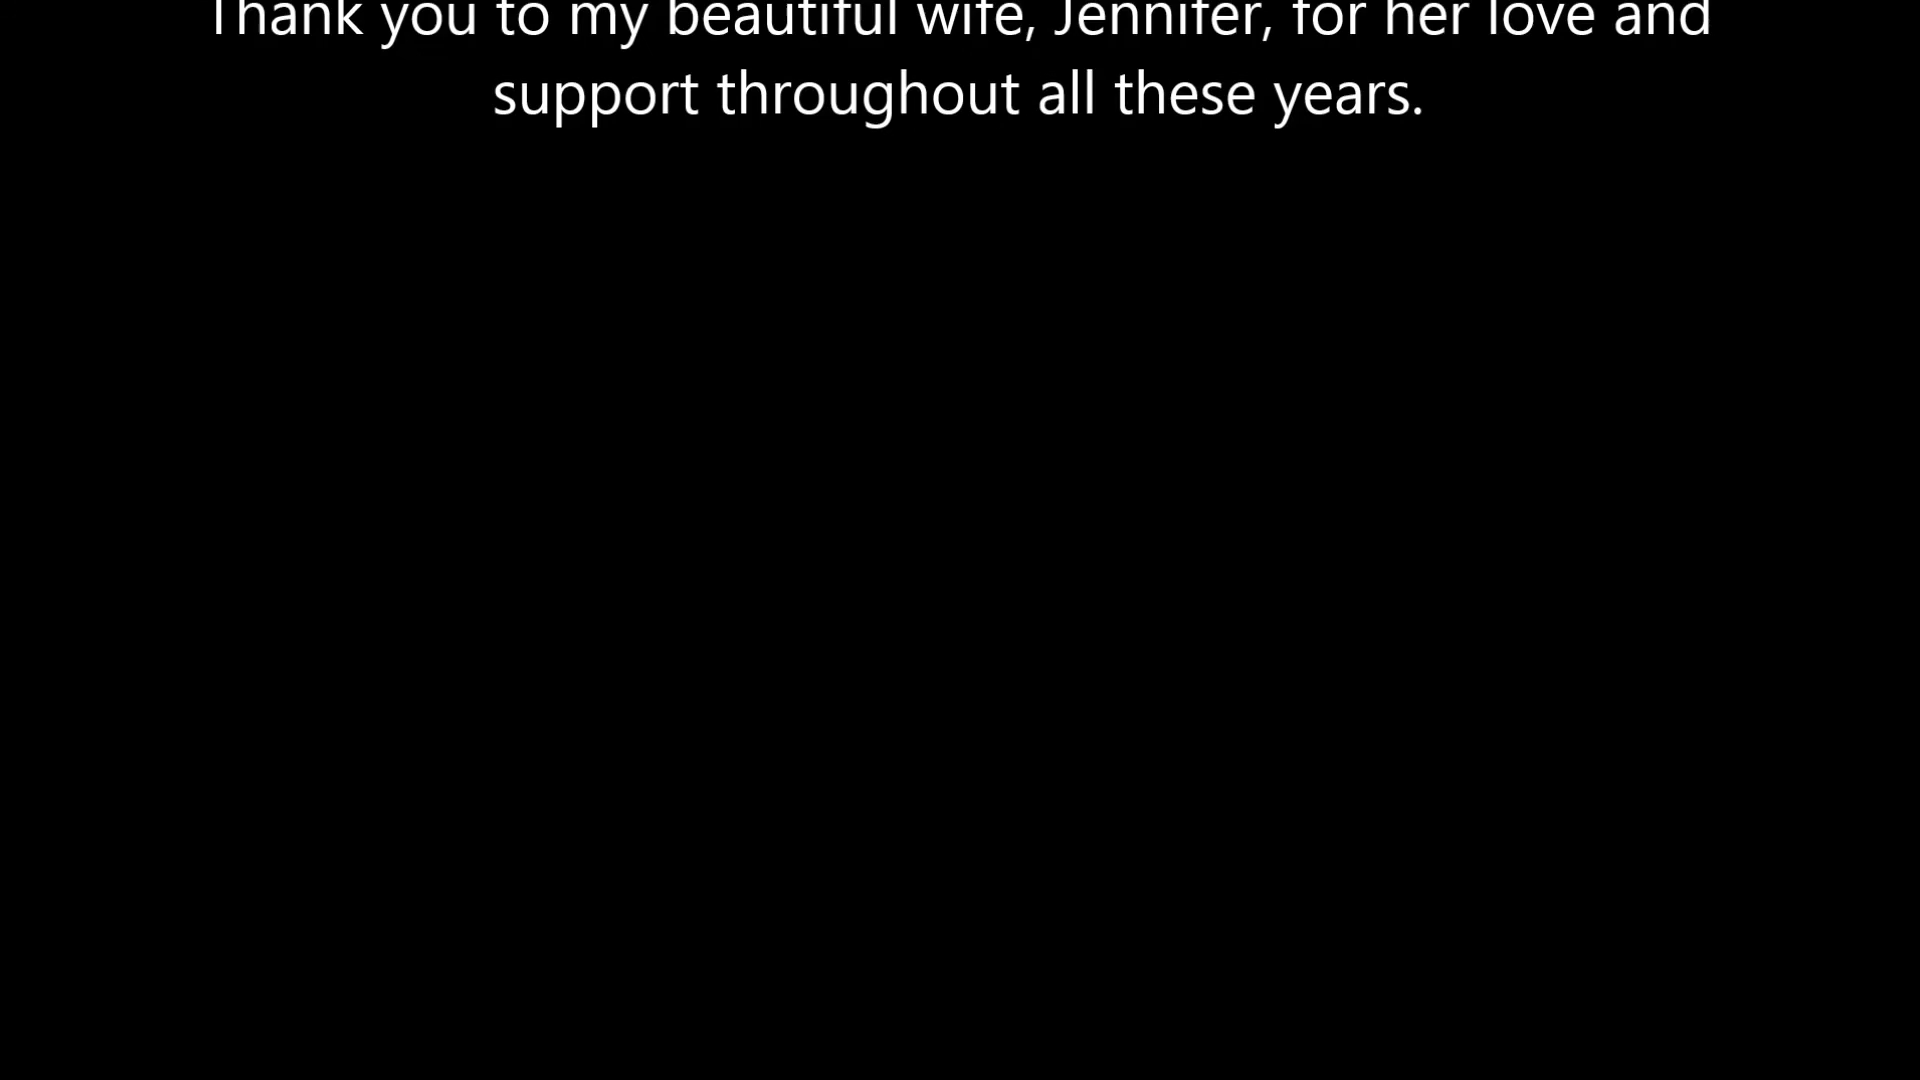 Thank you to my beautiful wife, Jennifer, for her love and
support throughout all these years.